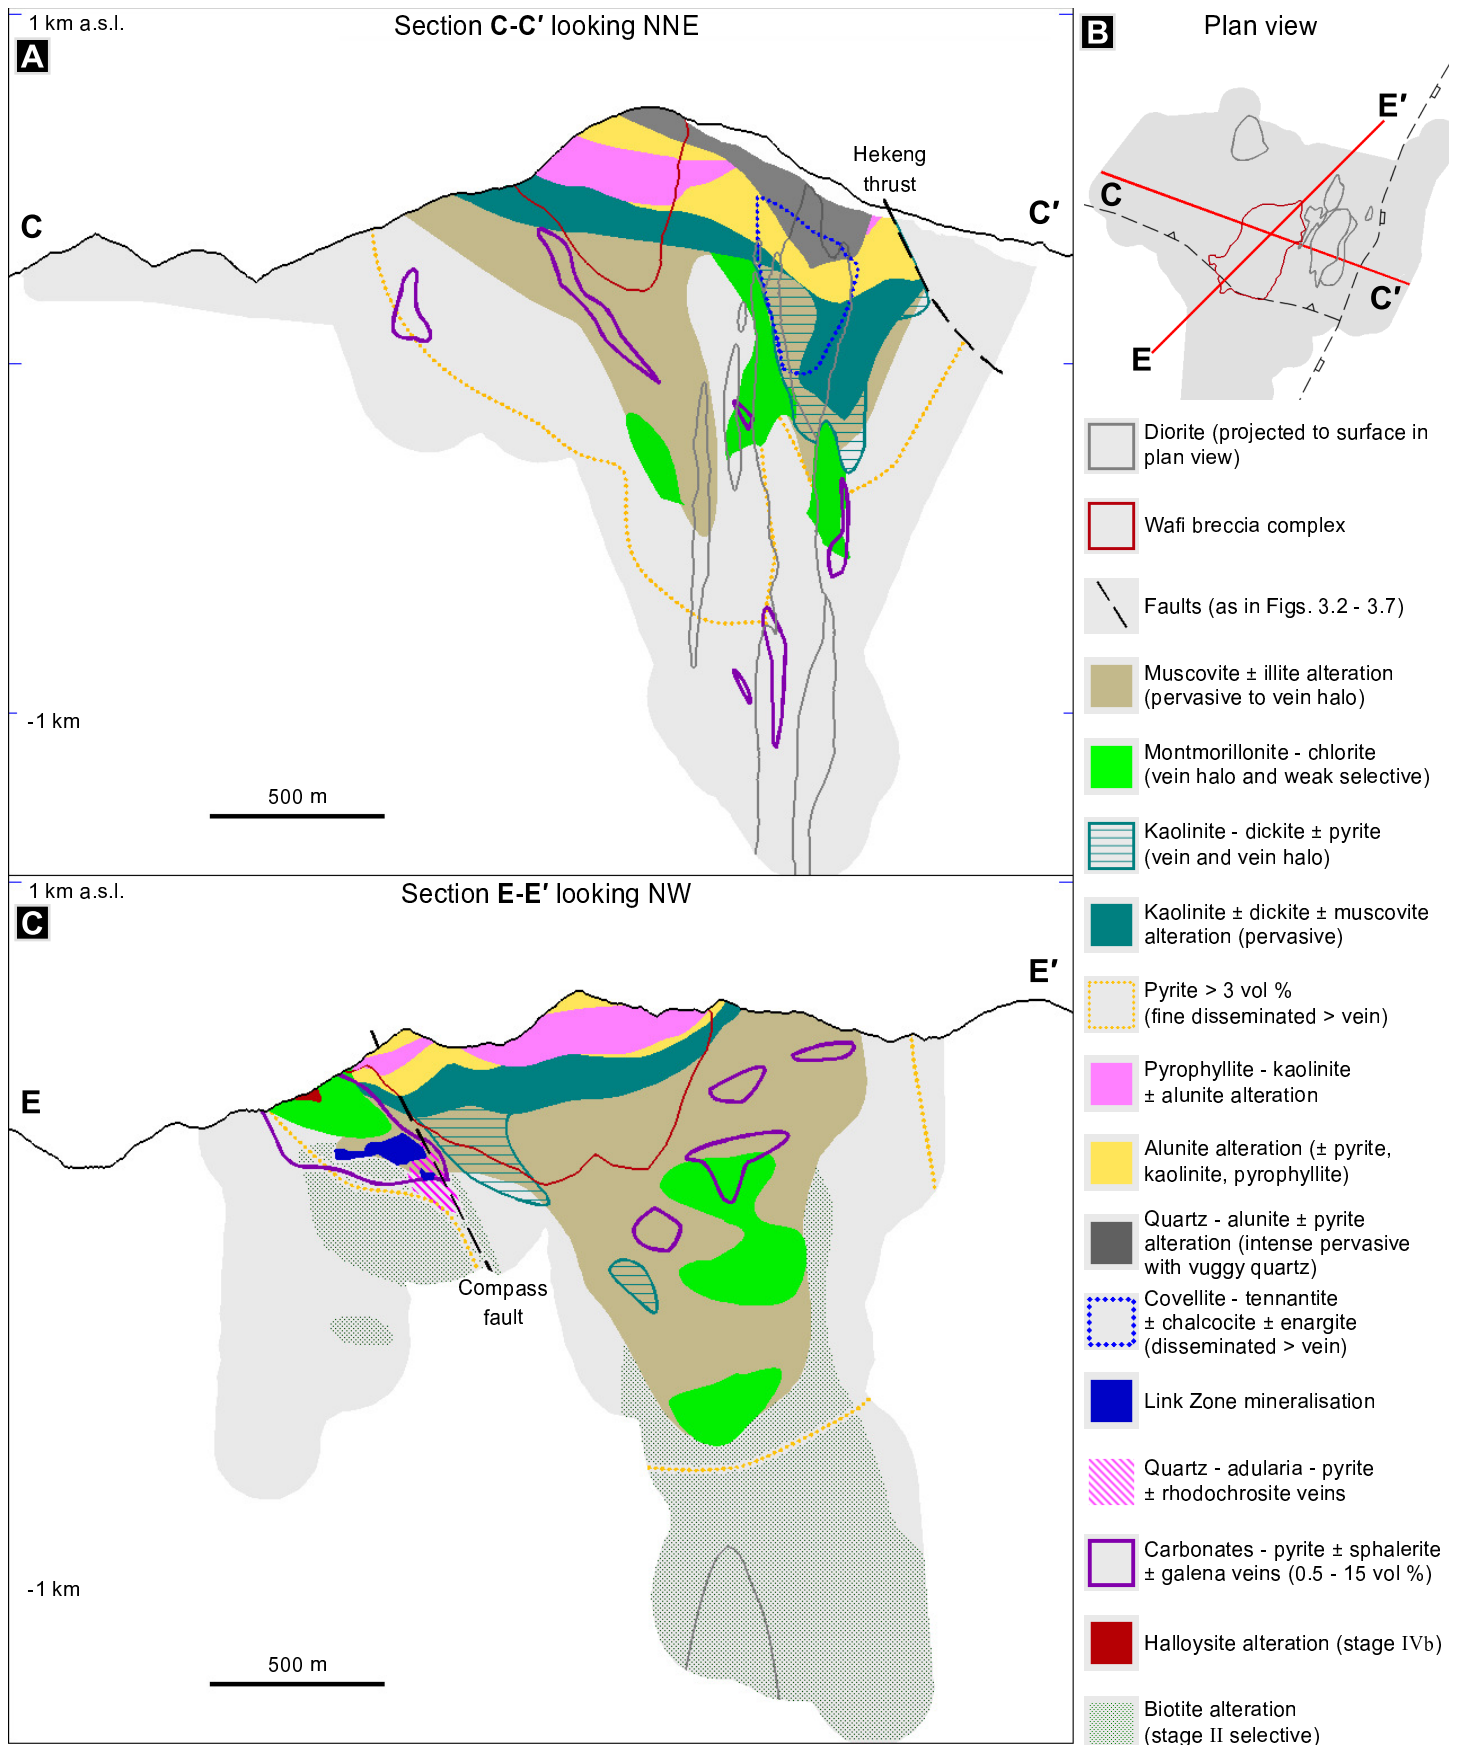 1 km a.s.l.
Section C-C′ looking NNE
A
Hekeng
thrust
C
C′
-1 km
500 m
B
Plan view
E′
C
C′
E
1 km a.s.l.
Section E-E′ looking NW
C
E′
E
Compass
fault
-1 km
500 m
Diorite (projected to surface in
plan view)
Wafi breccia complex
Faults (as in Figs. 3.2 - 3.7)
Muscovite ± illite alteration
(pervasive to vein halo)
Montmorillonite - chlorite
(vein halo and weak selective)
Kaolinite - dickite ± pyrite
(vein and vein halo)
Kaolinite ± dickite ± muscovite
alteration (pervasive)
Pyrite > 3 vol %
(fine disseminated > vein)
Pyrophyllite - kaolinite
± alunite alteration
Alunite alteration (± pyrite,
kaolinite, pyrophyllite)
Quartz - alunite ± pyrite
alteration (intense pervasive
with vuggy quartz)
Covellite - tennantite
± chalcocite ± enargite
(disseminated > vein)
Link Zone mineralisation
Quartz - adularia - pyrite
± rhodochrosite veins
Carbonates - pyrite ± sphalerite
± galena veins (0.5 - 15 vol %)
Halloysite alteration (stage IVb)
Biotite alteration
(stage II selective)